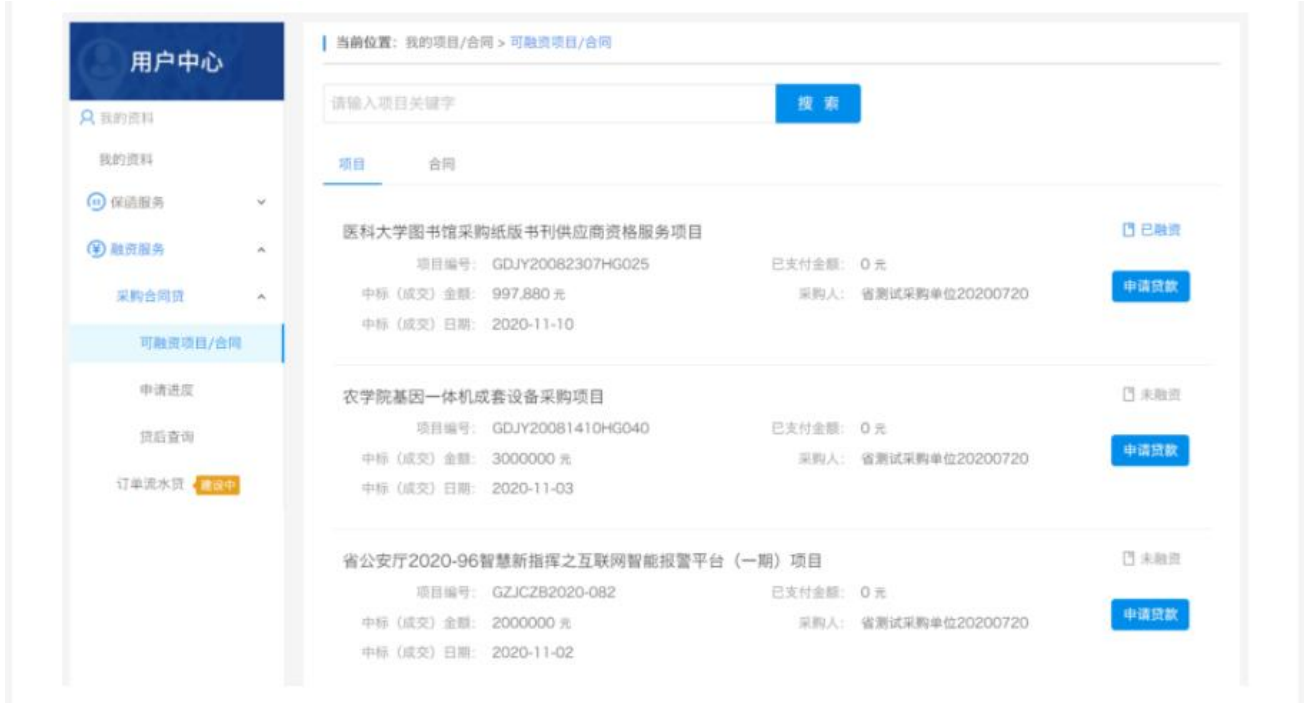 用户中心
我的资料
我的资料
保函服务
融资服务
采购合同贷
可融资项目/合同
申请进度
贷后查询
订单流水贷 建设中
当前位置：我的项目/合同 > 可融资项目/合同
请输入项目关键字 搜 索
项目 合同
医科大学图书馆采购纸版书刊供应商资格服务项目 已融资
项目编号： GDJY20082307HG025 已支付金额： 0 元
中标（成交）金额： 997,880 元 采购人： 省测试采购单位20200720 申请贷款
中标（成交）日期： 2020-11-10
农学院基因一体机成套设备采购项目 未融资
项目编号： GDJY20081410HG040 已支付金额： 0 元
中标（成交）金额： 3000000 元 采购人： 省测试采购单位20200720 申请贷款
中标（成交）日期： 2020-11-03
省公安厅2020-96智慧新指挥之互联网智能报警平台（一期）项目 未融资
项目编号： GZJCZB2020-082 已支付金额： 0 元
中标（成交）金额： 2000000 元 采购人： 省测试采购单位20200720 申请贷款
中标（成交）日期： 2020-11-02